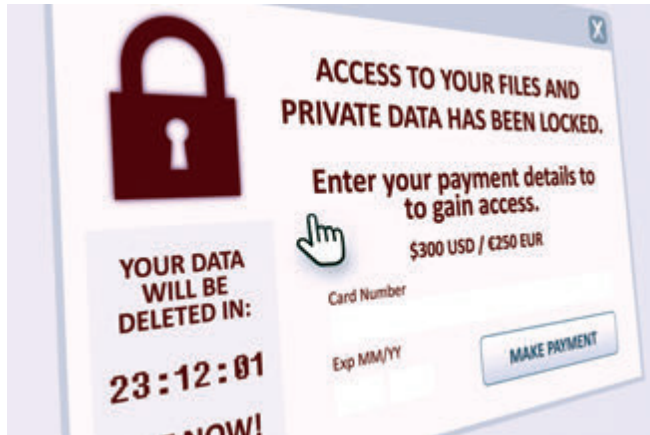 X
ACCESS TO YOUR FILES AND
PRIVATE DATA HAS BEEN LOCKED.
Enter your payment details to
to gain access.
$300 USD / €250 EUR
Card Number
Exp MM/YY
MAKE PAYMENT
YOUR DATA
WILL BE
DELETED IN:
23:12:01
NOW!